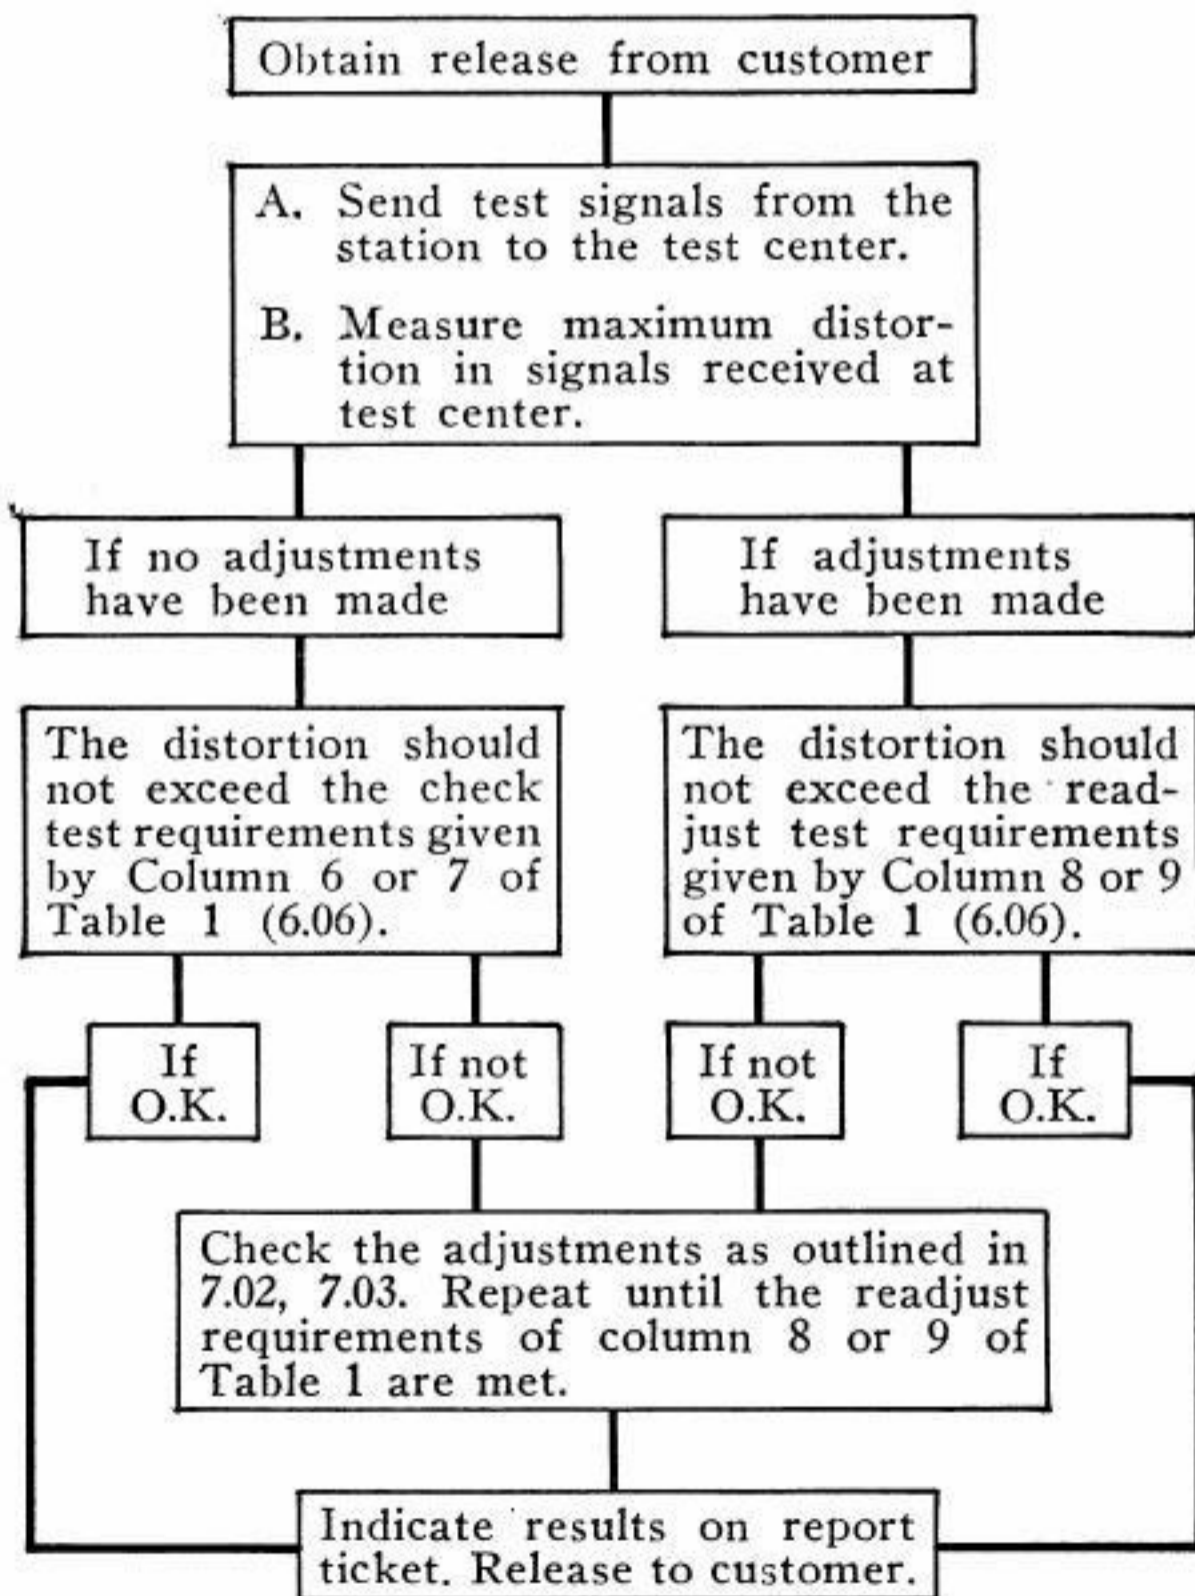 Obtain release from customer
A. Send test signals from the
station to the test center.
B. Measure maximum distor-
tion in signals received at
test center.
If no adjustments
have been made
If adjustments
have been made
The distortion should
not exceed the check
test requirements given
by Column 6 or 7 of
Table 1 (6.06).
The distortion should
not exceed the read-
just test requirements
given by Column 8 or 9
of Table 1 (6.06).
If
O.K.
If not
O.K.
If not
O.K.
If
O.K.
Check the adjustments as outlined in
7.02, 7.03. Repeat until the readjust
requirements of column 8 or 9 of
Table 1 are met.
Indicate results on report
ticket. Release to customer.